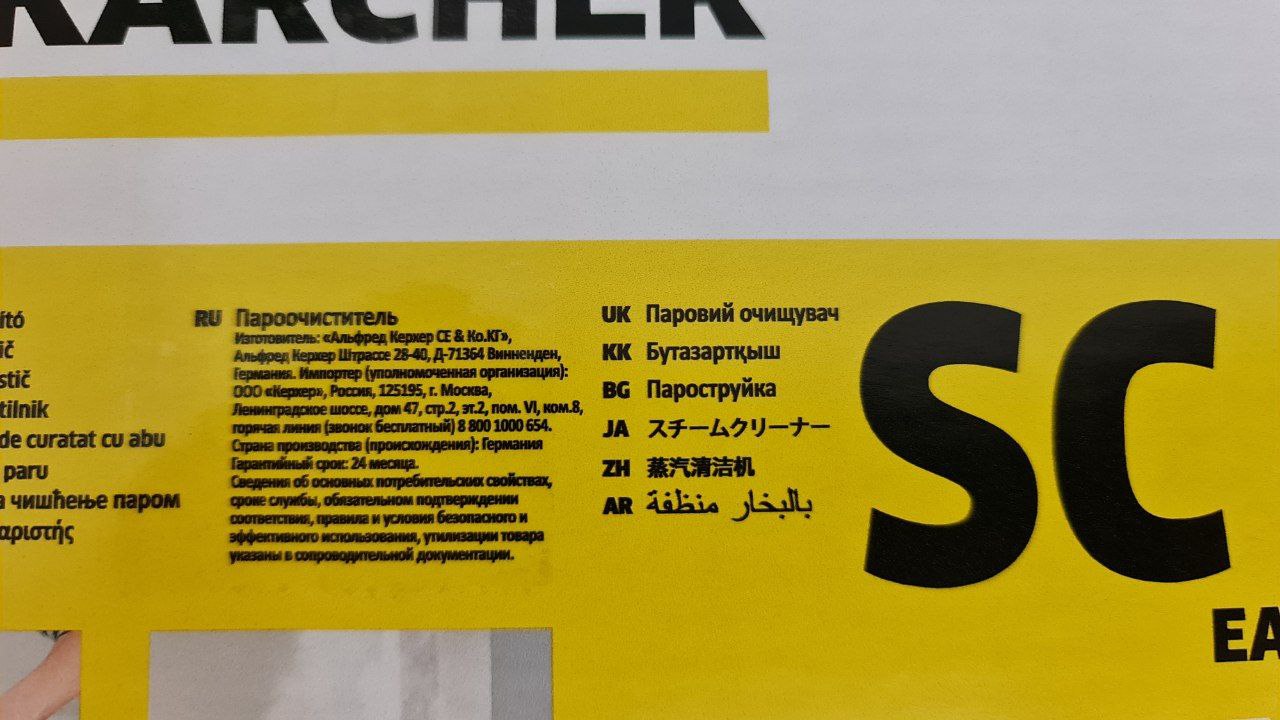 KÄRCHER
ító
ič
stič
tilnik
de curatat cu abu
paru
a чишћење паром
αριστής
RU Пароочиститель
Изготовитель: «Альфред Керхер СЕ & Ко.КГ»,
Альфред Керхер Штрассе 28-40, Д-71364 Винненден,
Германия. Импортер (уполномоченная организация):
ООО «Керхер», Россия, 125195, г. Москва,
Ленинградское шоссе, дом 47, стр.2, эт.2, пом. VI, ком.8,
горячая линия (звонок бесплатный) 8 800 1000 654.
Страна производства (происхождения): Германия
Гарантийный срок: 24 месяца.
Сведения об основных потребительских свойствах,
сроке службы, обязательном подтверждении
соответствия, правила и условия безопасного и
эффективного использования, утилизации товара
указаны в сопроводительной документации.
UK Паровий очищувач
KK Бутазартқыш
BG Пароструйка
JA スチームクリーナー
ZH 蒸汽清洁机
AR منظفة بالبخار
SC
EA